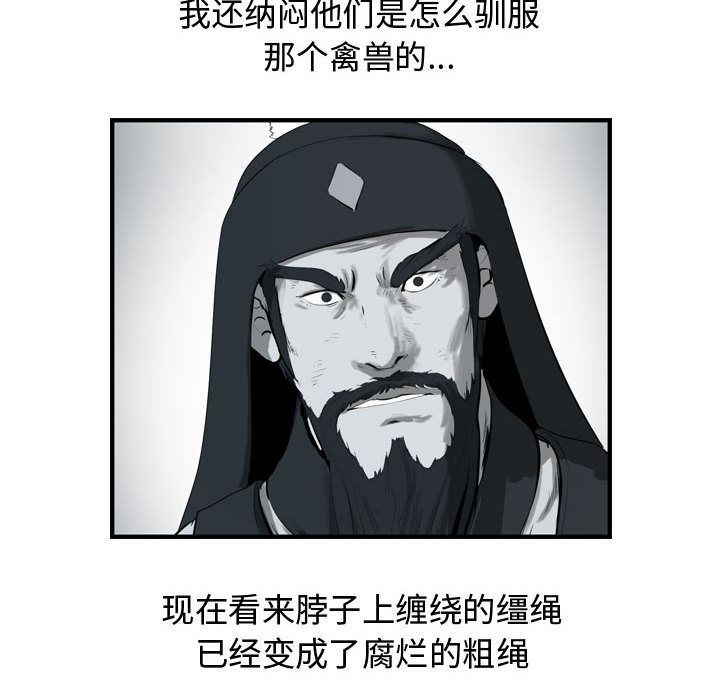 我还纳闷他们是怎么驯服
那个禽兽的...
现在看来脖子上缠绕的缰绳
已经变成了腐烂的粗绳